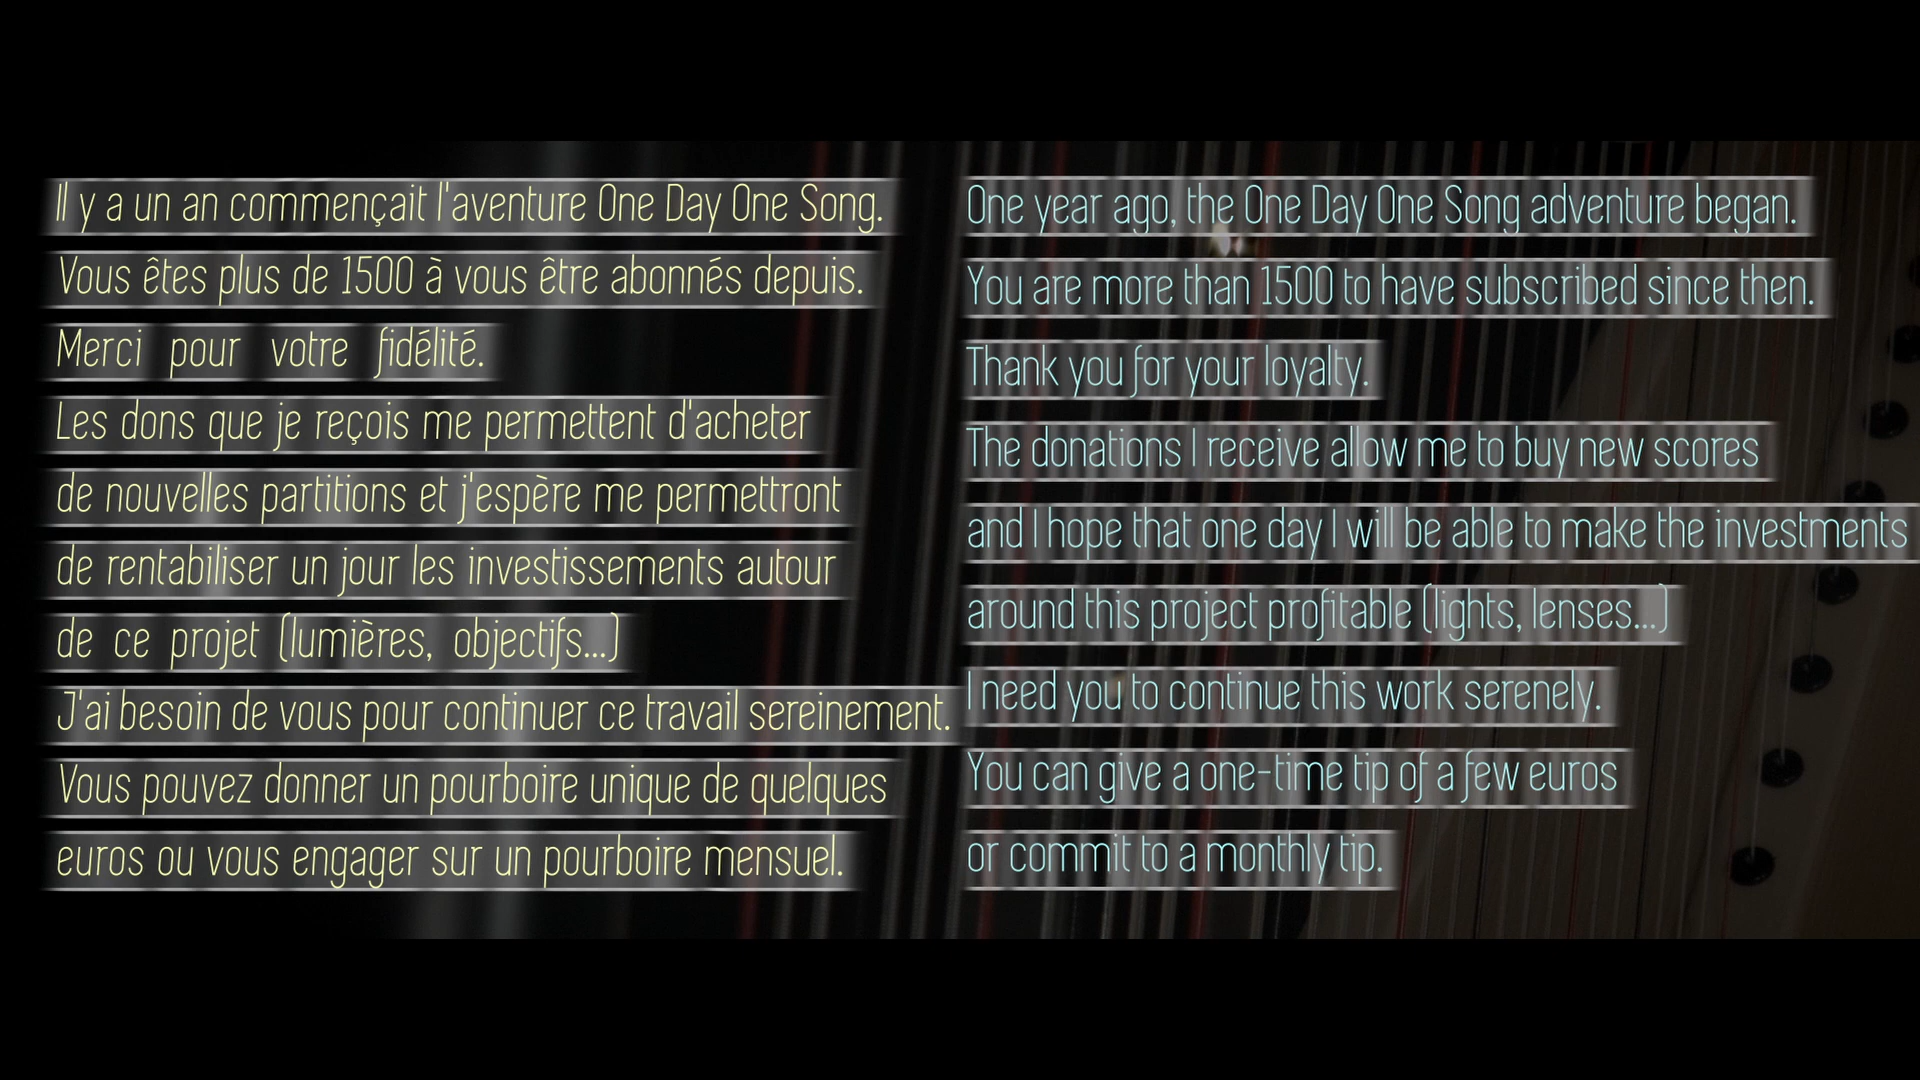 Il y a un an commençait l'aventure One Day One Song.
Vous êtes plus de 1500 à vous être abonnés depuis.
Merci pour votre fidélité.
Les dons que je reçois me permettent d'acheter
de nouvelles partitions et j'espère me permettront
de rentabiliser un jour les investissements autour
de ce projet (lumières, objectifs...)
J'ai besoin de vous pour continuer ce travail sereinement.
Vous pouvez donner un pourboire unique de quelques
euros ou vous engager sur un pourboire mensuel.
One year ago, the One Day One Song adventure began.
You are more than 1500 to have subscribed since then.
Thank you for your loyalty.
The donations I receive allow me to buy new scores
and I hope that one day I will be able to make the investments
around this project profitable (lights, lenses...)
I need you to continue this work serenely.
You can give a one-time tip of a few euros
or commit to a monthly tip.